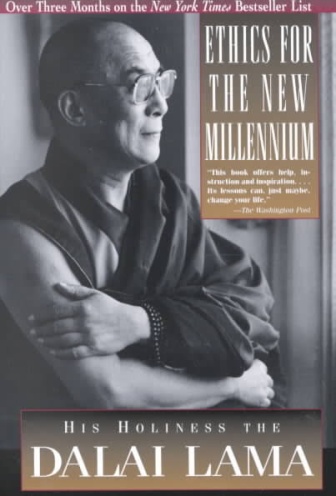 Over Three Months on the New York Times Bestseller List
ETHICS FOR
THE NEW
MILLENNIUM
"This book offers help, in-
struction and inspiration. . . .
Its lessons can, just maybe,
change your life."
—The Washington Post
HIS HOLINESS THE
DALAI LAMA